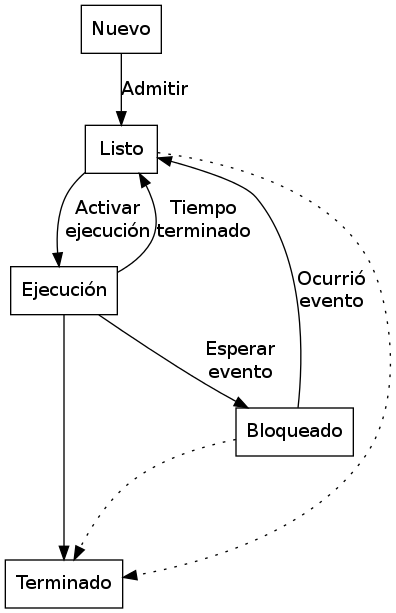 Nuevo
Admitir
Listo
Activar
ejecución
Tiempo
terminado
Ocurrió
evento
Ejecución
Esperar
evento
Bloqueado
Terminado